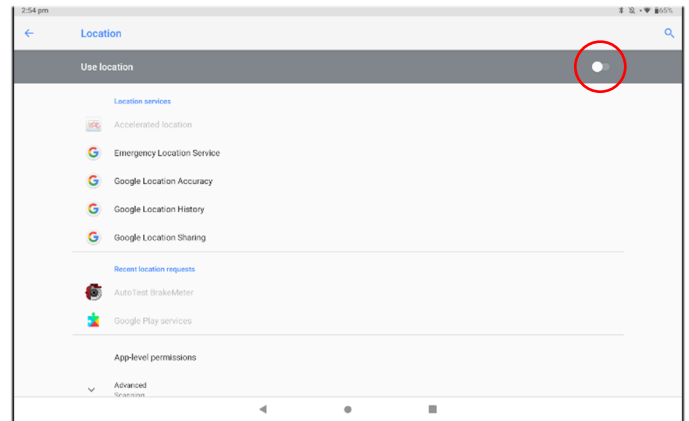 2:54 pm
65%
Location
Use location
Location services
Accelerated location
Emergency Location Service
Google Location Accuracy
Google Location History
Google Location Sharing
Recent location requests
AutoTest BrakeMeter
Google Play services
App-level permissions
Advanced
Scanning